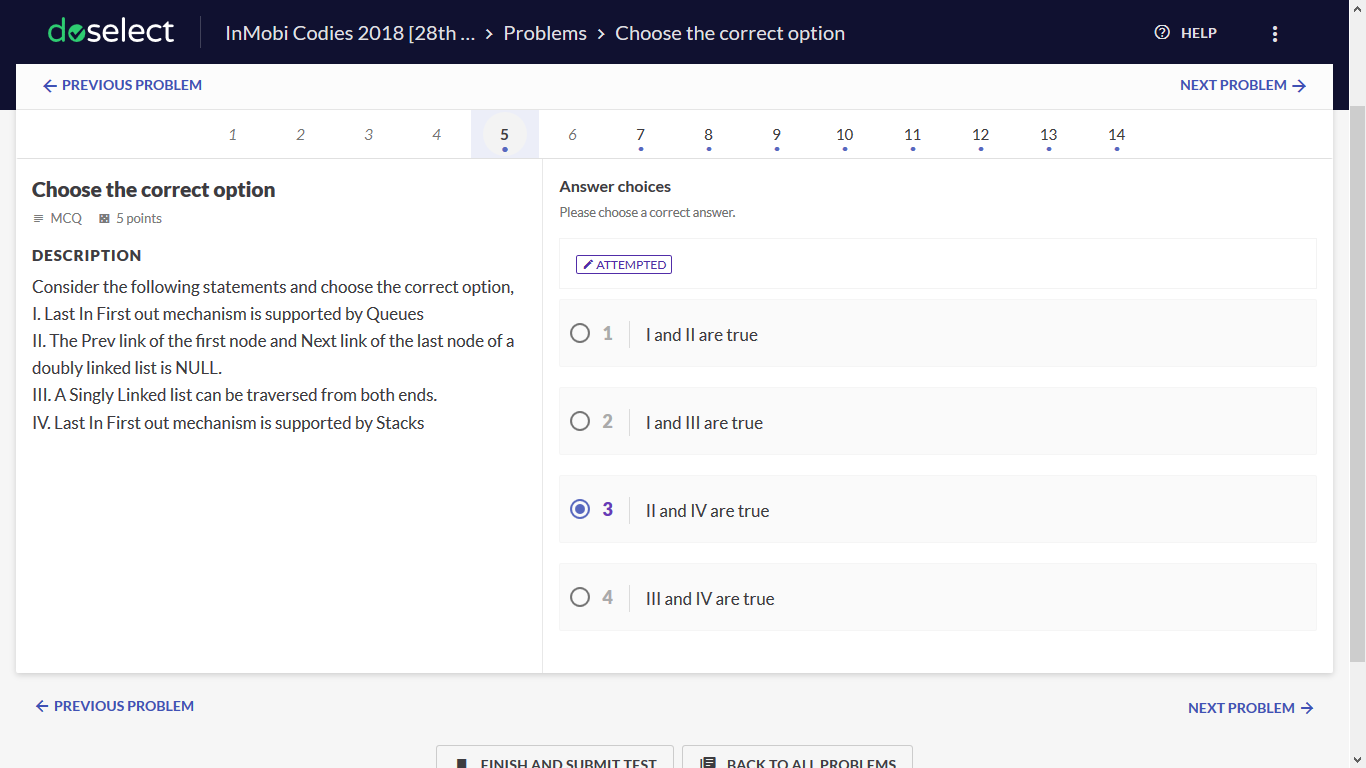 doselect
InMobi Codies 2018 [28th ... > Problems > Choose the correct option
HELP
← PREVIOUS PROBLEM
NEXT PROBLEM →
1 2 3 4 5 6 7 8 9 10 11 12 13 14
Choose the correct option
MCQ 5 points
DESCRIPTION
Consider the following statements and choose the correct option,
I. Last In First out mechanism is supported by Queues
II. The Prev link of the first node and Next link of the last node of a
doubly linked list is NULL.
III. A Singly Linked list can be traversed from both ends.
IV. Last In First out mechanism is supported by Stacks
Answer choices
Please choose a correct answer.
ATTEMPTED
1 I and II are true
2 I and III are true
3 II and IV are true
4 III and IV are true
← PREVIOUS PROBLEM
NEXT PROBLEM →
FINISH AND SUBMIT TEST
BACK TO ALL PROBLEMS